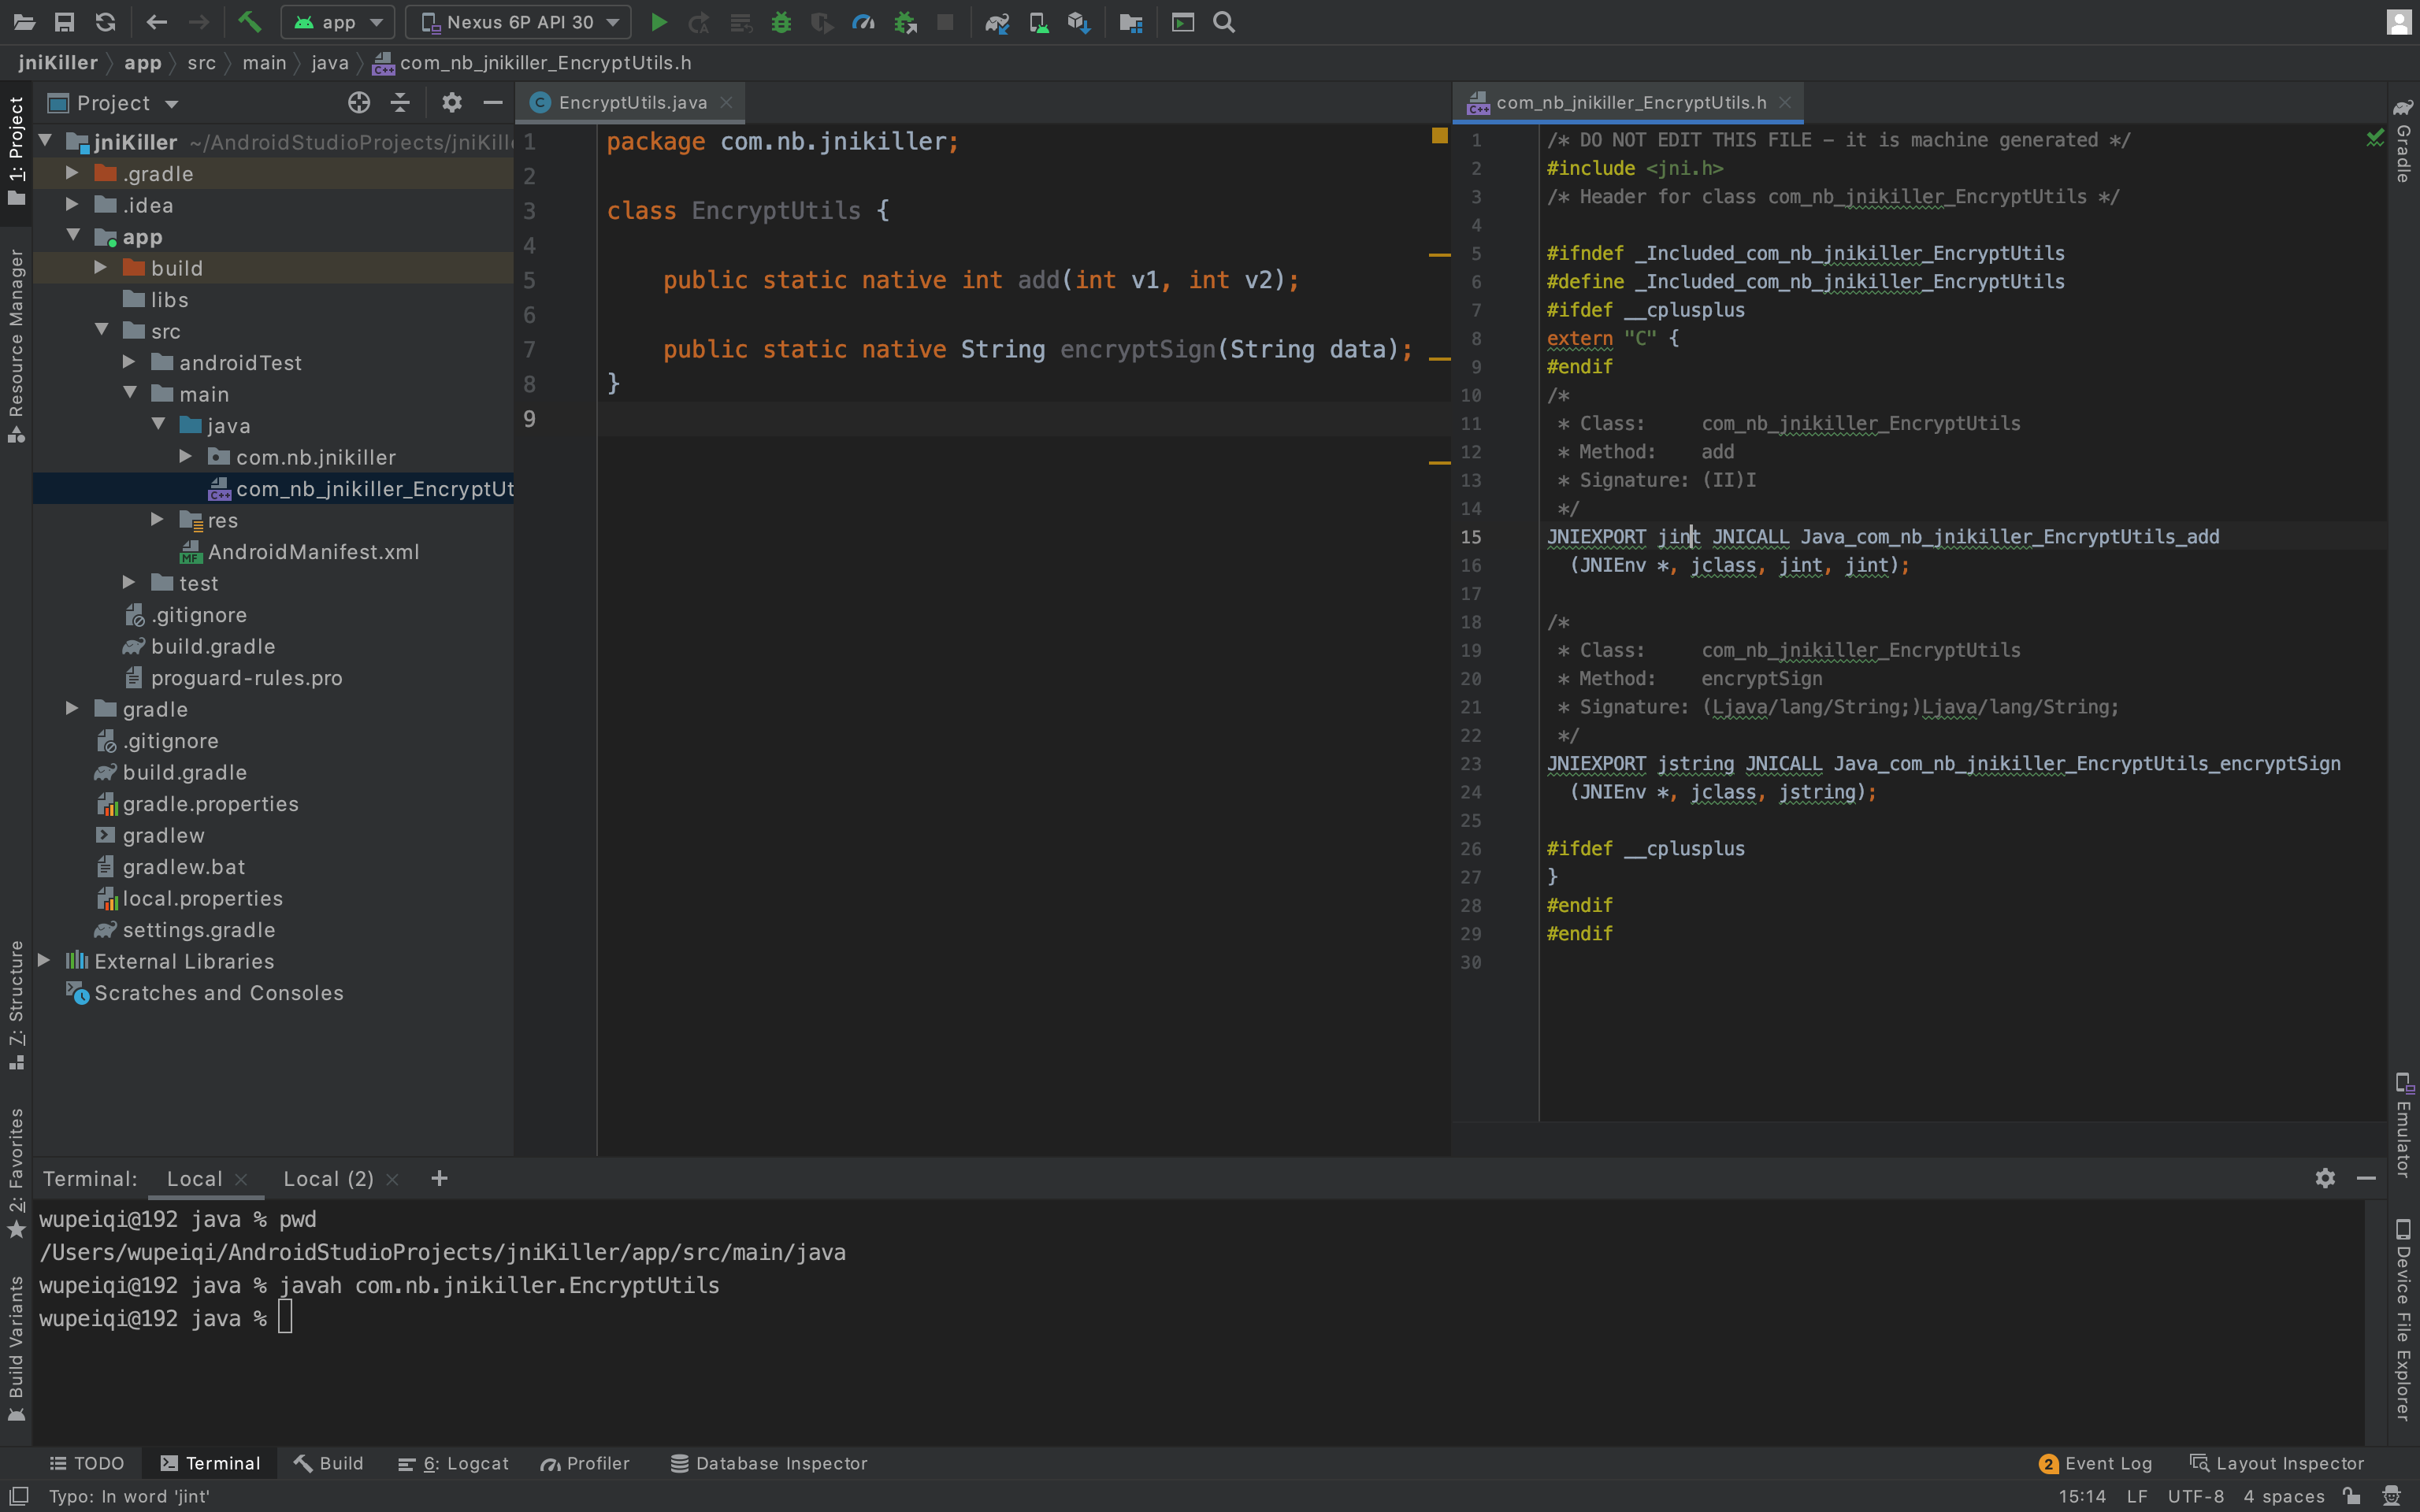 app
Nexus 6P API 30
jniKiller
app
src
main
java
com_nb_jnikiller_EncryptUtils.h
1: Project
Resource Manager
7: Structure
2: Favorites
Build Variants
Project
jniKiller ~/AndroidStudioProjects/jniKill
.gradle
.idea
app
build
libs
src
androidTest
main
java
com.nb.jnikiller
com_nb_jnikiller_EncryptUt
res
AndroidManifest.xml
test
.gitignore
build.gradle
proguard-rules.pro
gradle
.gitignore
build.gradle
gradle.properties
gradlew
gradlew.bat
local.properties
settings.gradle
External Libraries
Scratches and Consoles
EncryptUtils.java
1 package com.nb.jnikiller;
2
3 class EncryptUtils {
4
5 public static native int add(int v1, int v2);
6
7 public static native String encryptSign(String data);
8 }
9
com_nb_jnikiller_EncryptUtils.h
1 /* DO NOT EDIT THIS FILE - it is machine generated */
2 #include <jni.h>
3 /* Header for class com_nb_jnikiller_EncryptUtils */
4
5 #ifndef _Included_com_nb_jnikiller_EncryptUtils
6 #define _Included_com_nb_jnikiller_EncryptUtils
7 #ifdef __cplusplus
8 extern "C" {
9 #endif
10 /*
11 * Class: com_nb_jnikiller_EncryptUtils
12 * Method: add
13 * Signature: (II)I
14 */
15 JNIEXPORT jint JNICALL Java_com_nb_jnikiller_EncryptUtils_add
16 (JNIEnv *, jclass, jint, jint);
17
18 /*
19 * Class: com_nb_jnikiller_EncryptUtils
20 * Method: encryptSign
21 * Signature: (Ljava/lang/String;)Ljava/lang/String;
22 */
23 JNIEXPORT jstring JNICALL Java_com_nb_jnikiller_EncryptUtils_encryptSign
24 (JNIEnv *, jclass, jstring);
25
26 #ifdef __cplusplus
27 }
28 #endif
29 #endif
30
Gradle
Emulator
Device File Explorer
Terminal: Local Local (2)
wupeiqi@192 java % pwd
/Users/wupeiqi/AndroidStudioProjects/jniKiller/app/src/main/java
wupeiqi@192 java % javah com.nb.jnikiller.EncryptUtils
wupeiqi@192 java %
TODO
Terminal
Build
6: Logcat
Profiler
Database Inspector
2 Event Log
Layout Inspector
Typo: In word 'jint'
15:14 LF UTF-8 4 spaces